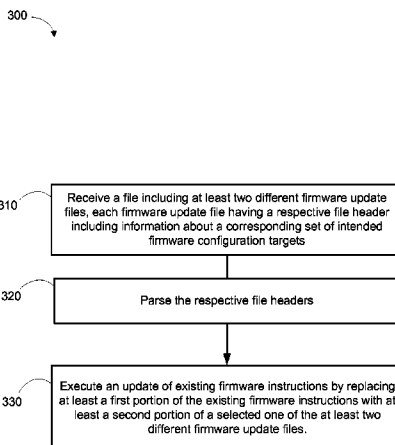 300
310
Receive a file including at least two different firmware update
files, each firmware update file having a respective file header
including information about a corresponding set of intended
firmware configuration targets
320
Parse the respective file headers
330
Execute an update of existing firmware instructions by replacing
at least a first portion of the existing firmware instructions with at
least a second portion of a selected one of the at least two
different firmware update files.